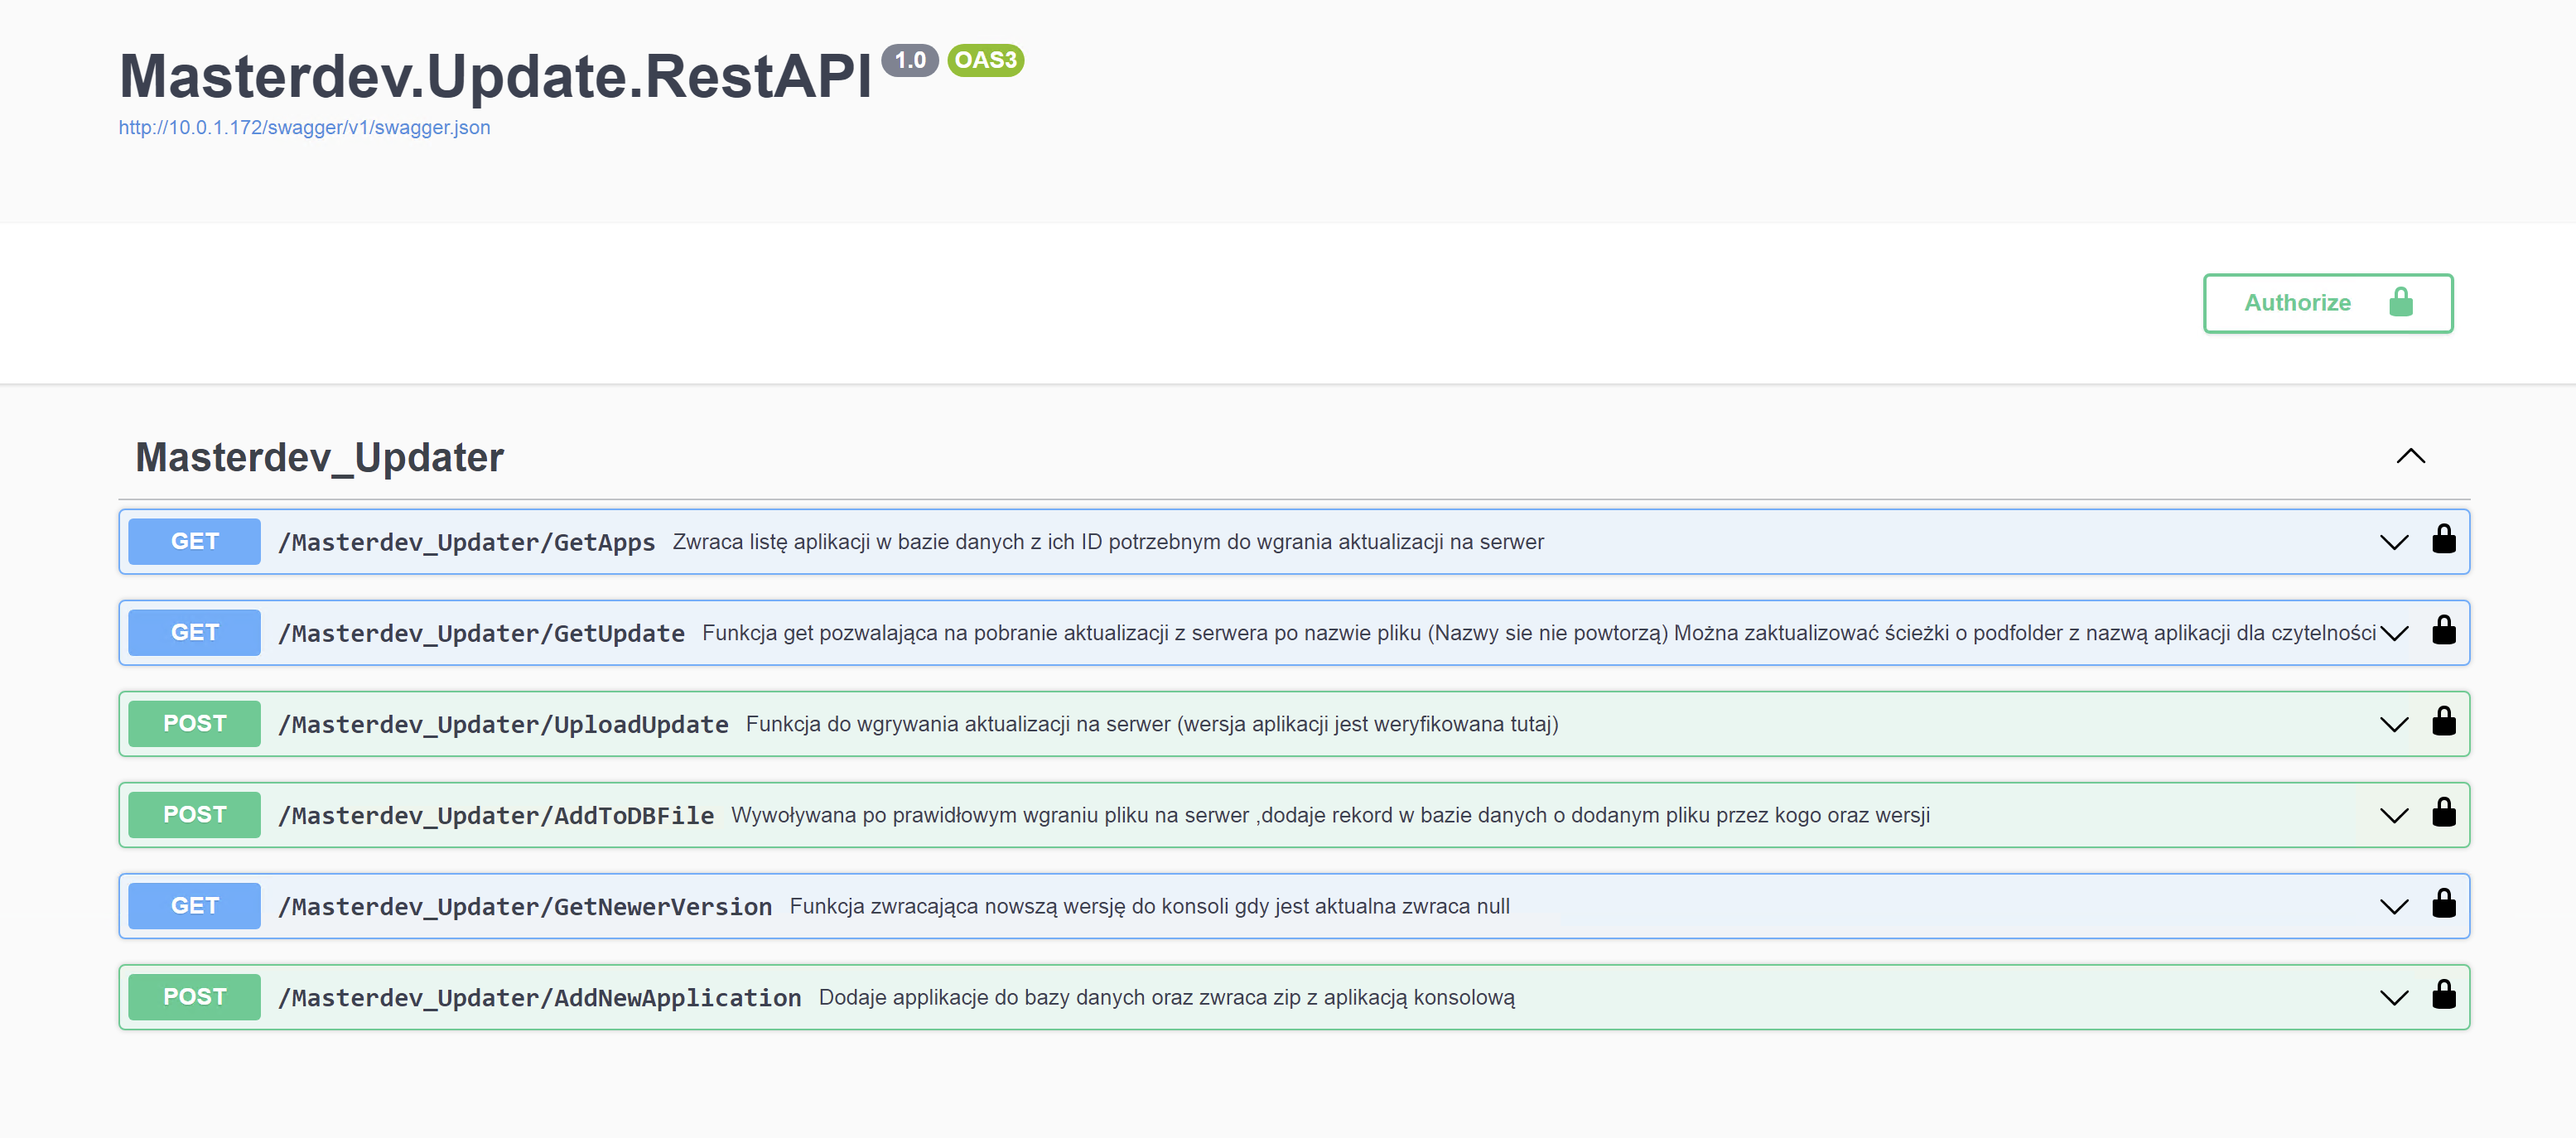 Masterdev.Update.RestAPI 1.0 OAS3
http://10.0.1.172/swagger/v1/swagger.json
Authorize
Masterdev_Updater
GET /Masterdev_Updater/GetApps Zwraca listę aplikacji w bazie danych z ich ID potrzebnym do wgrania aktualizacji na serwer
GET /Masterdev_Updater/GetUpdate Funkcja get pozwalająca na pobranie aktualizacji z serwera po nazwie pliku (Nazwy sie nie powtorzą) Można zaktualizować ścieżki o podfolder z nazwą aplikacji dla czytelności
POST /Masterdev_Updater/UploadUpdate Funkcja do wgrywania aktualizacji na serwer (wersja aplikacji jest weryfikowana tutaj)
POST /Masterdev_Updater/AddToDBFile Wywoływana po prawidłowym wgraniu pliku na serwer ,dodaje rekord w bazie danych o dodanym pliku przez kogo oraz wersji
GET /Masterdev_Updater/GetNewerVersion Funkcja zwracająca nowszą wersję do konsoli gdy jest aktualna zwraca null
POST /Masterdev_Updater/AddNewApplication Dodaje applikacje do bazy danych oraz zwraca zip z aplikacją konsolową